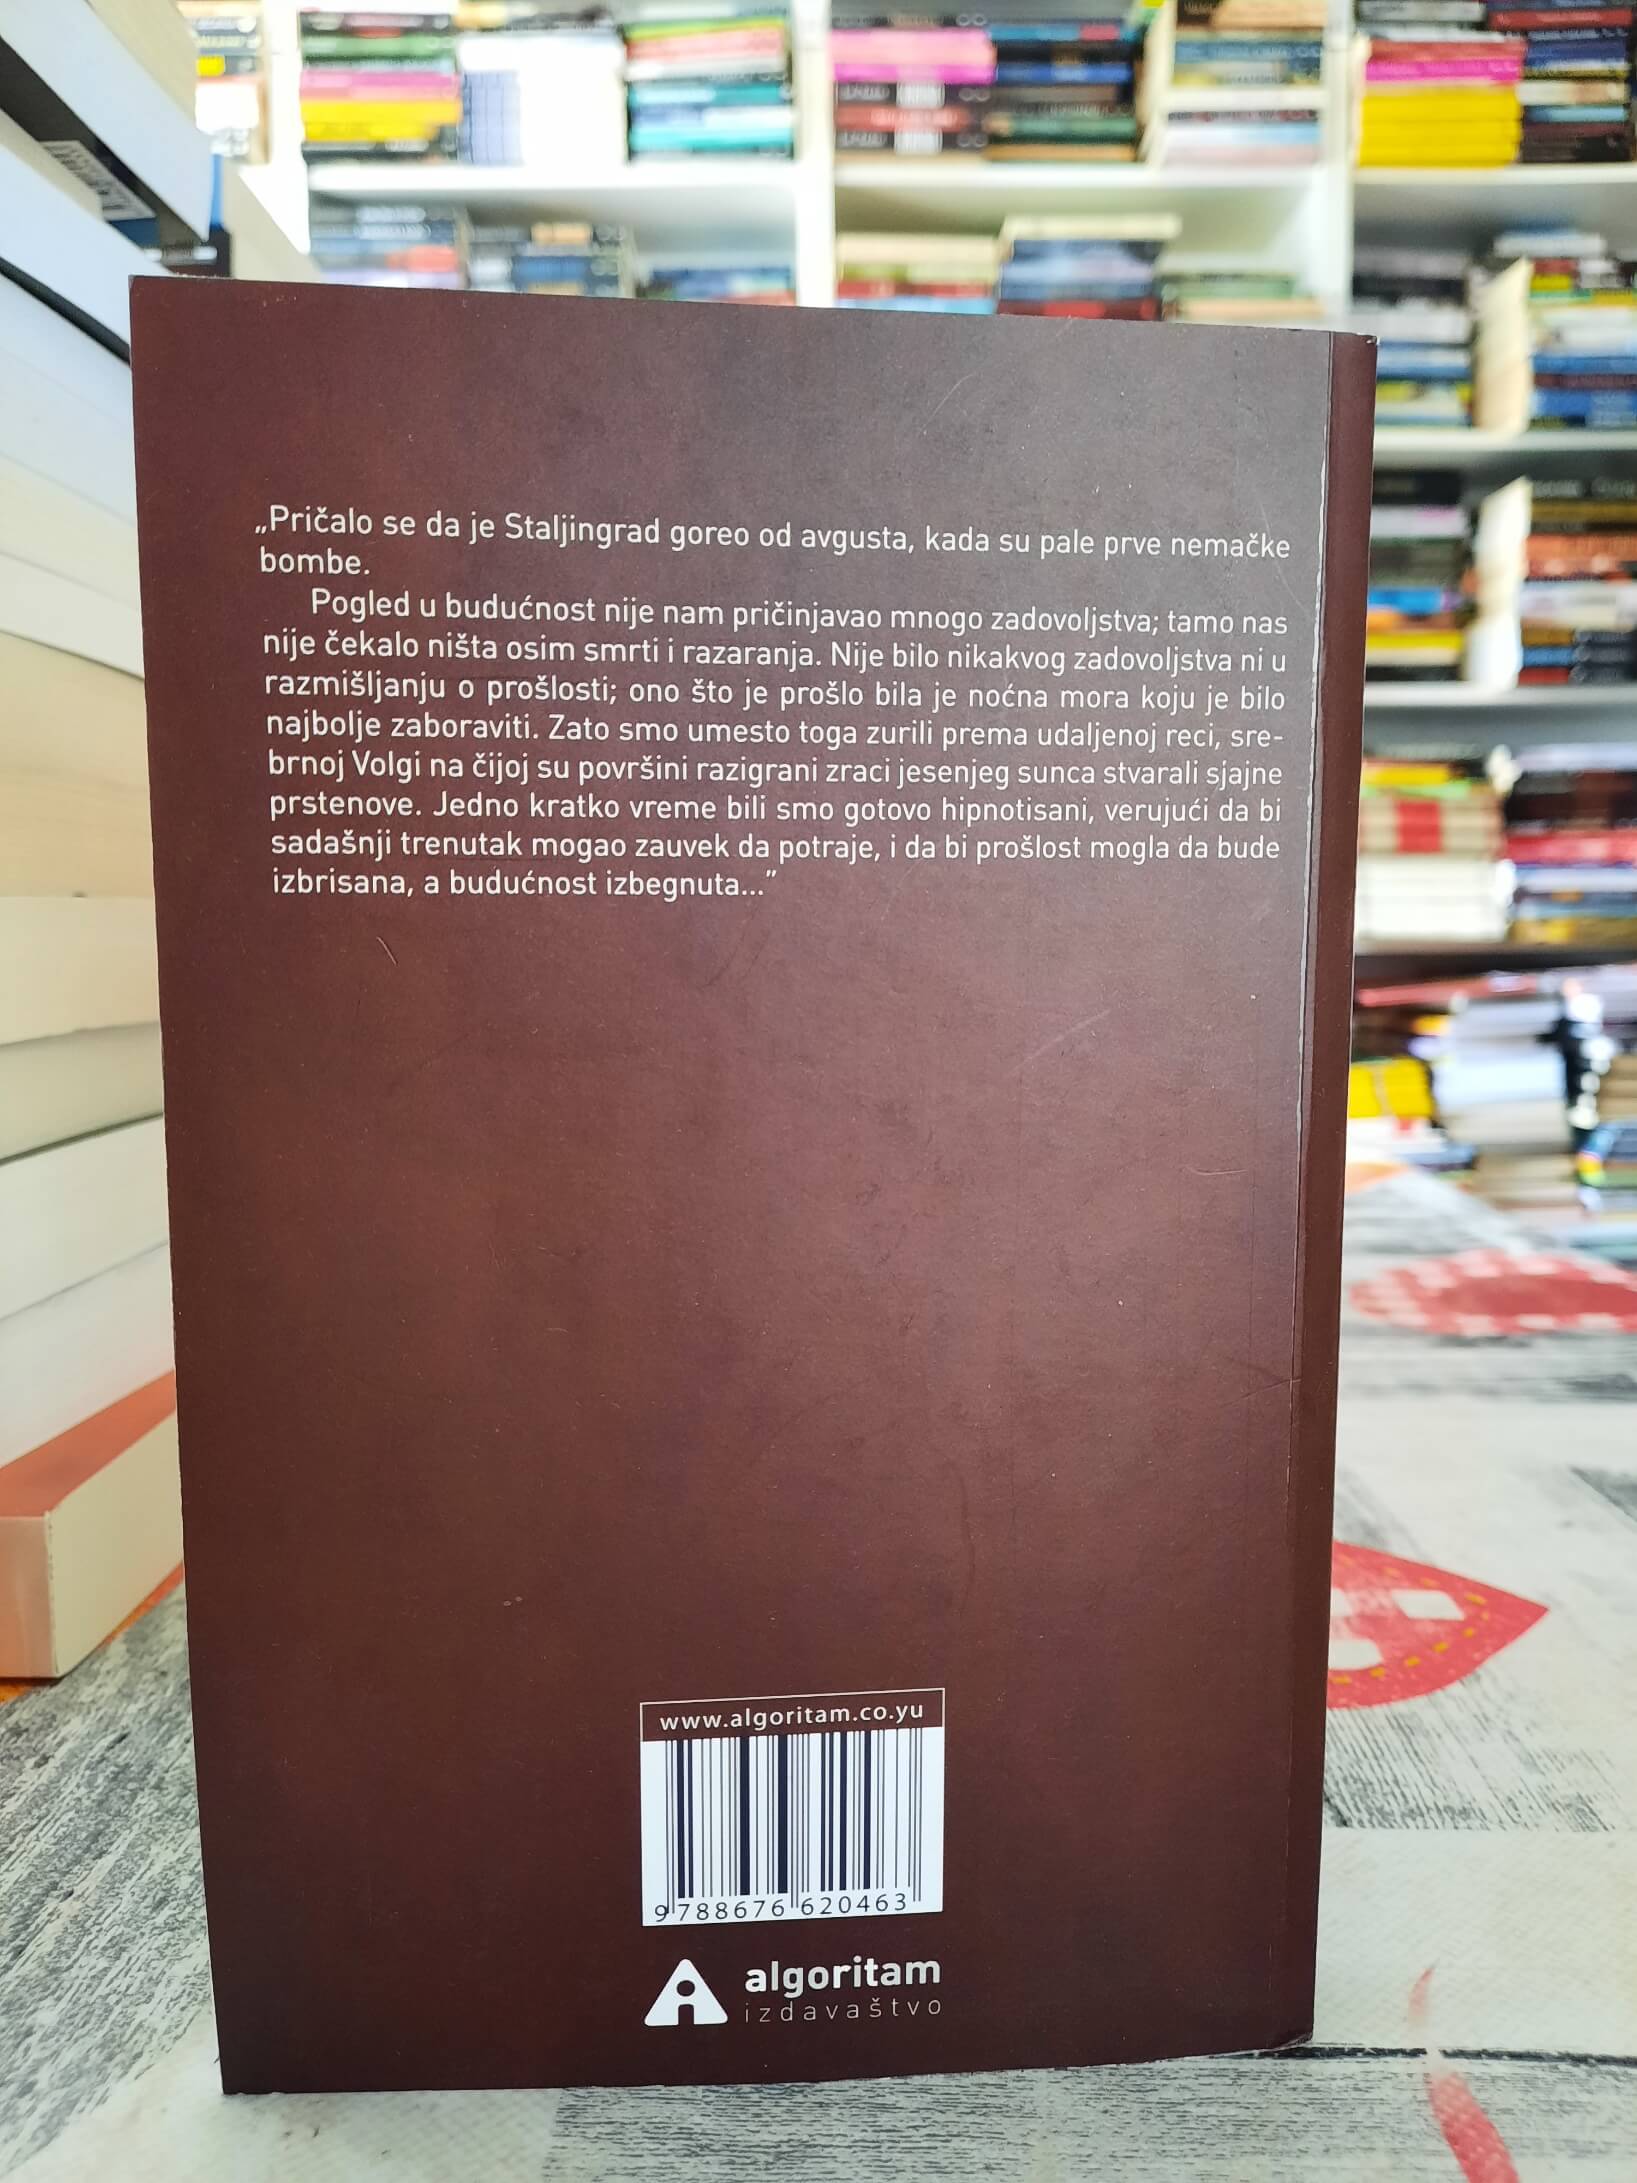 „Pričalo se da je Staljingrad goreo od avgusta, kada su pale prve nemačke
bombe.
Pogled u budućnost nije nam pričinjavao mnogo zadovoljstva; tamo nas
nije čekalo ništa osim smrti i razaranja. Nije bilo nikakvog zadovoljstva ni u
razmišljanju o prošlosti; ono što je prošlo bila je noćna mora koju je bilo
najbolje zaboraviti. Zato smo umesto toga zurili prema udaljenoj reci, sre-
brnoj Volgi na čijoj su površini razigrani zraci jesenjeg sunca stvarali sjajne
prstenove. Jedno kratko vreme bili smo gotovo hipnotisani, verujući da bi
sadašnji trenutak mogao zauvek da potraje, i da bi prošlost mogla da bude
izbrisana, a budućnost izbegnuta...”
www.algoritam.co.yu
9 788676 620463
algoritam
izdavaštvo